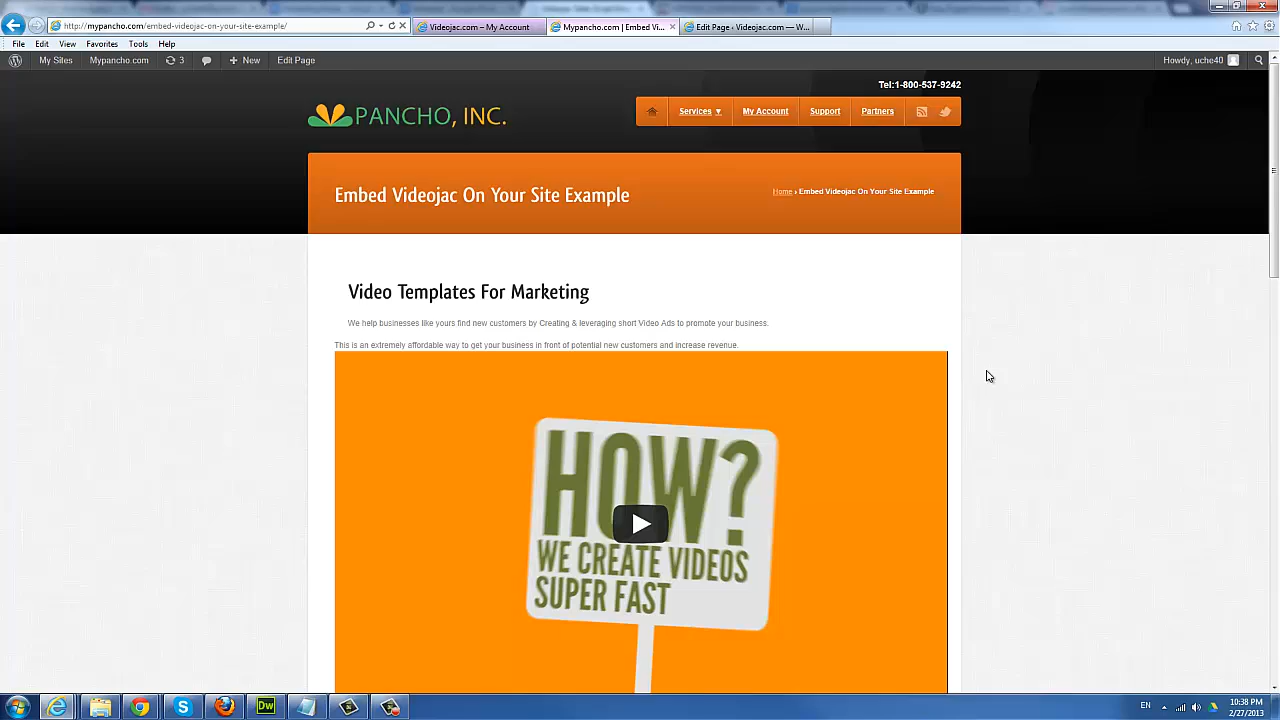 http://mypancho.com/embed-videojac-on-your-site-example/
Videojac.com – My Account
Mypancho.com | Embed Vi...
Edit Page ‹ Videojac.com — W...
File Edit View Favorites Tools Help
My Sites Mypancho.com 3 New Edit Page Howdy, uche40
Tel:1-800-537-9242
PANCHO, INC.
Services ▼ My Account Support Partners
Embed Videojac On Your Site Example
Home › Embed Videojac On Your Site Example
Video Templates For Marketing
We help businesses like yours find new customers by Creating & leveraging short Video Ads to promote your business.
This is an extremely affordable way to get your business in front of potential new customers and increase revenue.
HOW?
WE CREATE VIDEOS
SUPER FAST
Dw
EN
10:38 PM
2/27/2013